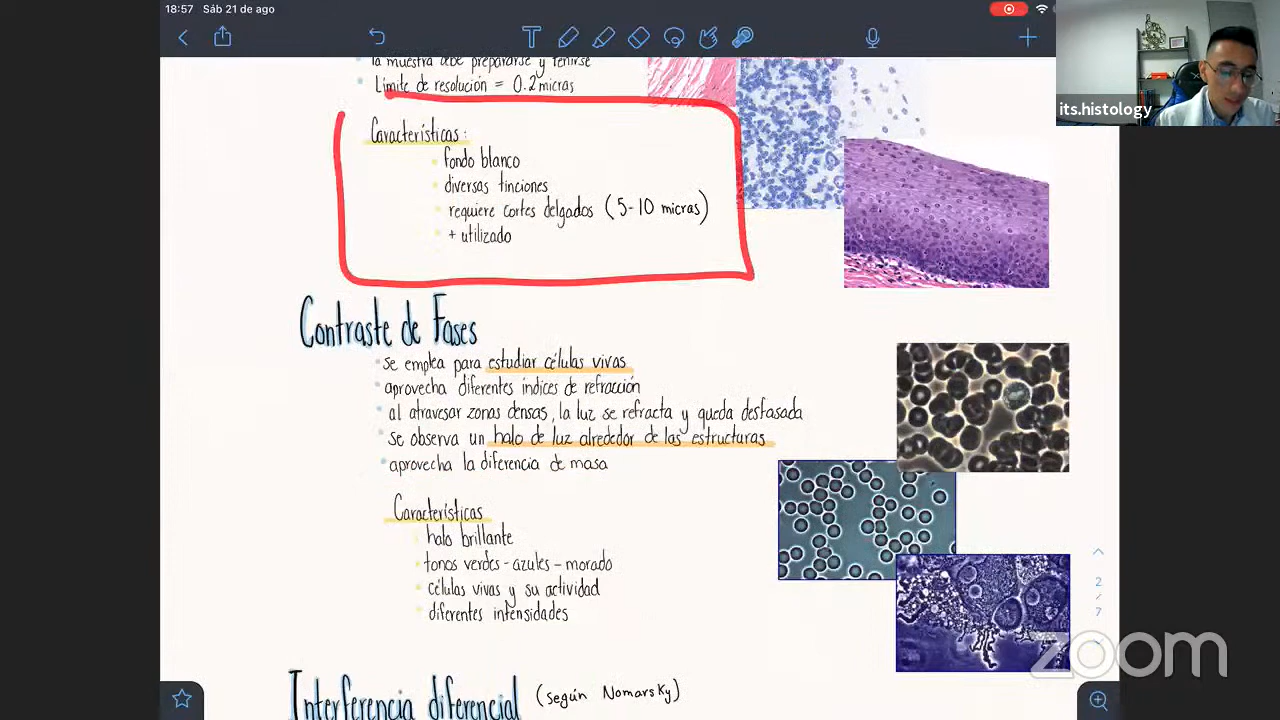 18:57 Sáb 21 de ago
its.histology
la muestra debe prepararse y teñirse
Límite de resolución = 0.2 micras
Características:
fondo blanco
diversas tinciones
requiere cortes delgados (5-10 micras)
+ utilizado
Contraste de Fases
se emplea para estudiar células vivas
aprovecha diferentes índices de refracción
al atravesar zonas densas, la luz se refracta y queda desfasada
se observa un halo de luz alrededor de las estructuras
aprovecha la diferencia de masa
Características
halo brillante
tonos verdes - azules - morado
células vivas y su actividad
diferentes intensidades
2
/
7
zoom
Interferencia diferencial (según Nomarsky)